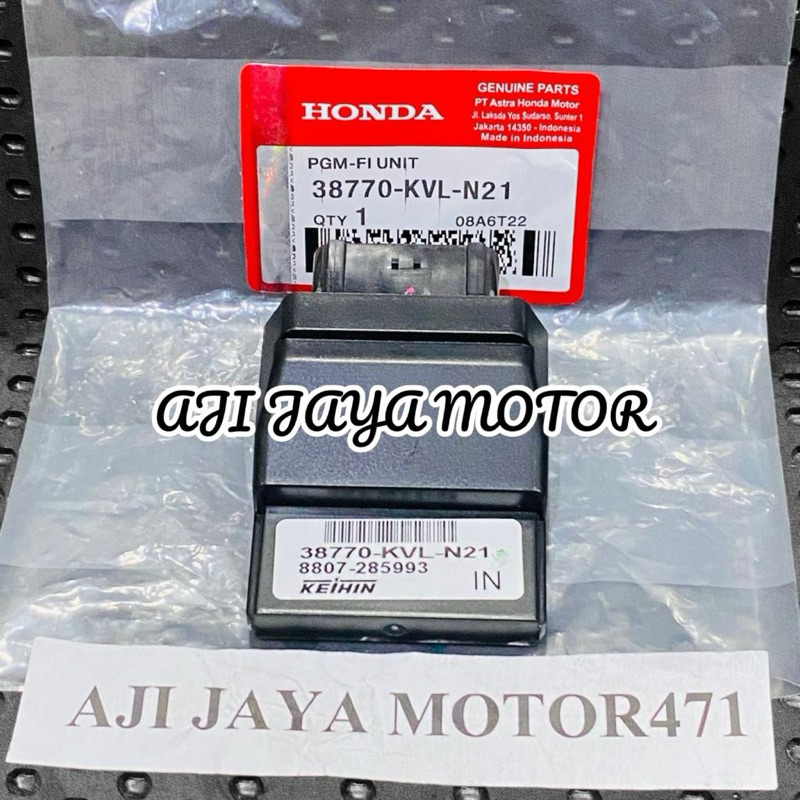 GENUINE PARTS
PT Astra Honda Motor
Jl. Laksda Yos Sudarso. Sunter 1
Jakarta 14350 - Indonesia
Made in Indonesia
HONDA
PGM-FI UNIT
38770-KVL-N21
QTY 1 08A6T22
AJI JAYA MOTOR
38770-KVL-N21
8807-285993
KEIHIN IN
AJI JAYA MOTOR471